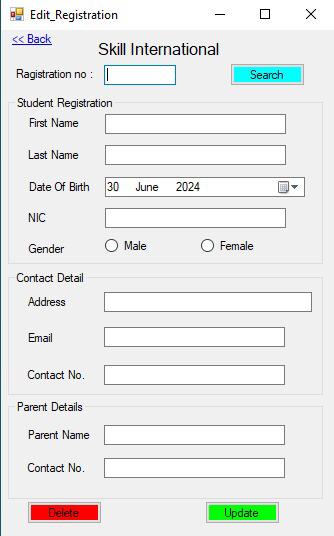 Edit_Registration
<< Back
Skill International
Ragistration no :
Search
Student Registration
First Name
Last Name
Date Of Birth 30 June 2024
NIC
Gender Male Female
Contact Detail
Address
Email
Contact No.
Parent Details
Parent Name
Contact No.
Delete Update